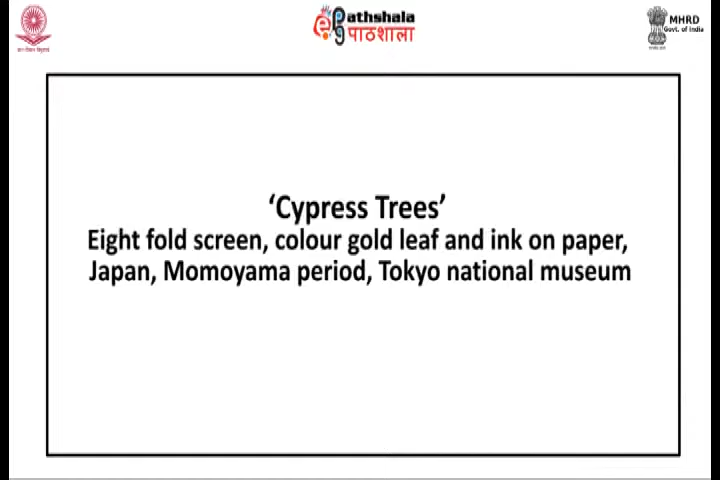 Pathshala
पाठशाला
MHRD
Govt. of India
‘Cypress Trees’
Eight fold screen, colour gold leaf and ink on paper,
Japan, Momoyama period, Tokyo national museum